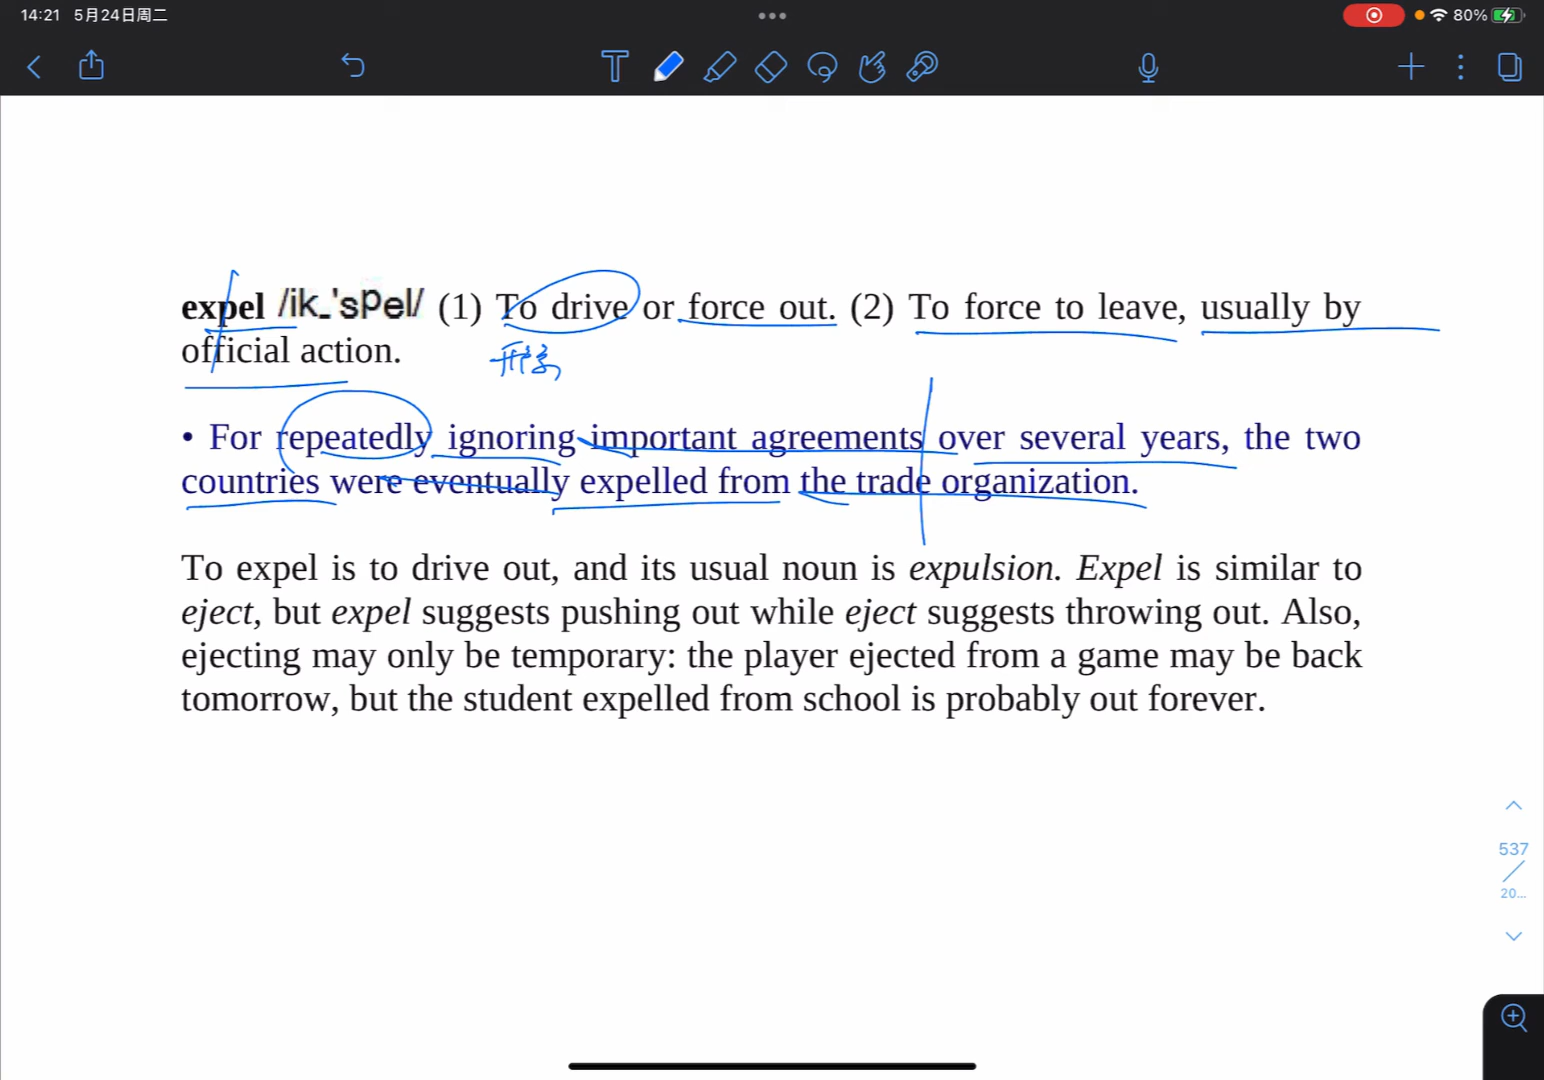 14:21 5月24日周二
80%
expel /ik-'spel/ (1) To drive or force out. (2) To force to leave, usually by
official action.
• For repeatedly ignoring important agreements over several years, the two
countries were eventually expelled from the trade organization.
To expel is to drive out, and its usual noun is expulsion. Expel is similar to
eject, but expel suggests pushing out while eject suggests throwing out. Also,
ejecting may only be temporary: the player ejected from a game may be back
tomorrow, but the student expelled from school is probably out forever.
537
20...